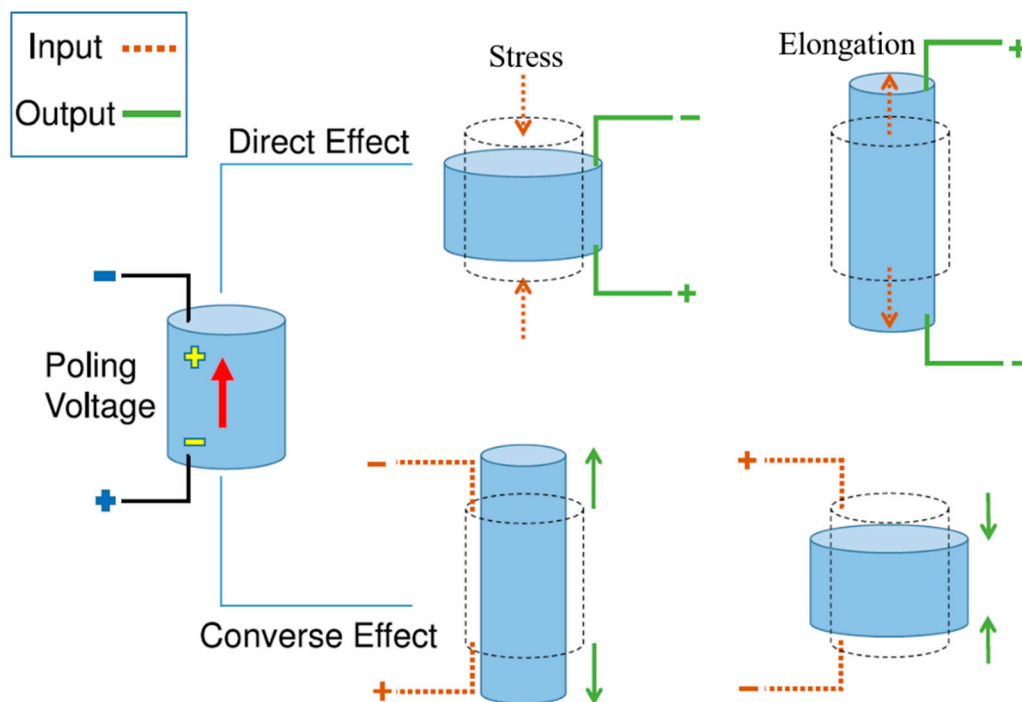 Input
Output
Stress
Elongation
Direct Effect
Poling
Voltage
Converse Effect